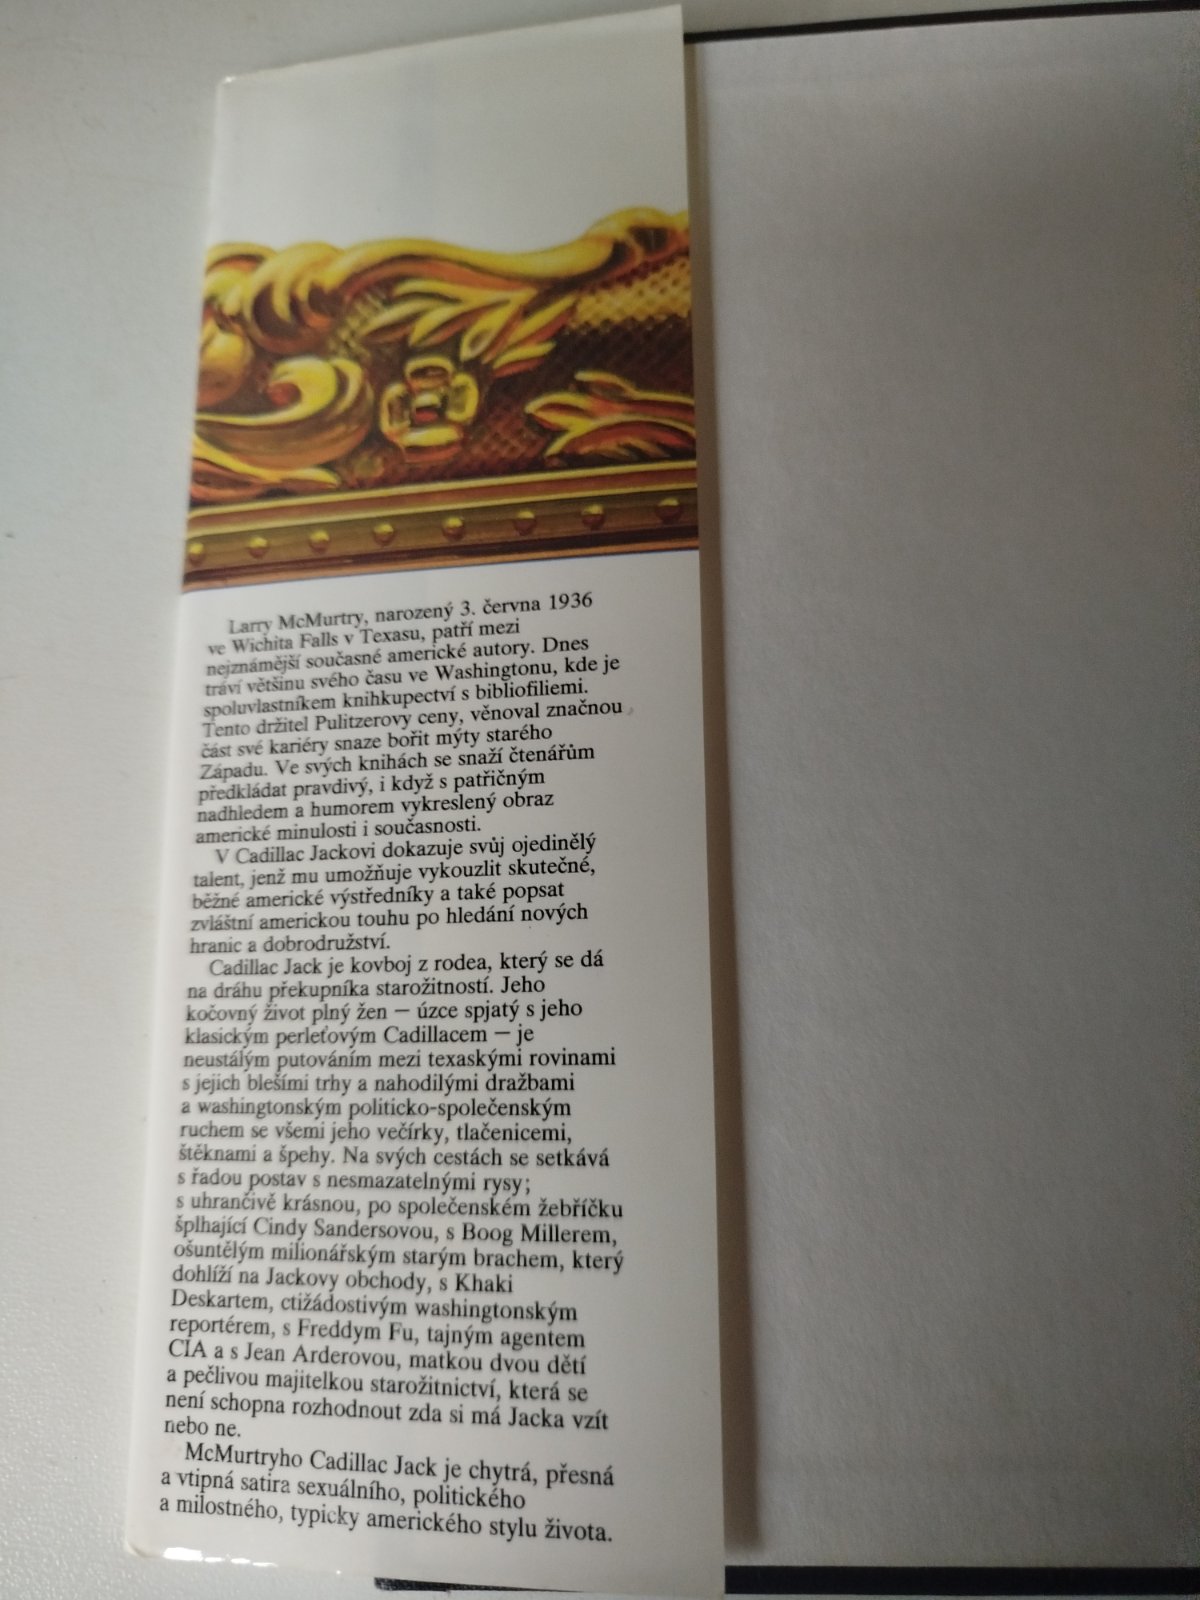 Larry McMurtry, narozený 3. června 1936
ve Wichita Falls v Texasu, patří mezi
nejznámější současné americké autory. Dnes
tráví většinu svého času ve Washingtonu, kde je
spoluvlastníkem knihkupectví s bibliofiliemi.
Tento držitel Pulitzerovy ceny, věnoval značnou
část své kariéry snaze bořit mýty starého
Západu. Ve svých knihách se snaží čtenářům
předkládat pravdivý, i když s patřičným
nadhledem a humorem vykreslený obraz
americké minulosti i současnosti.
V Cadillac Jackovi dokazuje svůj ojedinělý
talent, jenž mu umožňuje vykouzlit skutečné,
běžné americké výstředníky a také popsat
zvláštní americkou touhu po hledání nových
hranic a dobrodružství.
Cadillac Jack je kovboj z rodea, který se dá
na dráhu překupníka starožitností. Jeho
kočovný život plný žen — úzce spjatý s jeho
klasickým perleťovým Cadillacem — je
neustálým putováním mezi texaskými rovinami
s jejich blešími trhy a nahodilými dražbami
a washingtonským politicko-společenským
ruchem se všemi jeho večírky, tlačenicemi,
štěknami a špehy. Na svých cestách se setkává
s řadou postav s nesmazatelnými rysy;
s uhrančivě krásnou, po společenském žebříčku
šplhající Cindy Sandersovou, s Boog Millerem,
ošuntělým milionářským starým brachem, který
dohlíží na Jackovy obchody, s Khaki
Deskartem, ctižádostivým washingtonským
reportérem, s Freddym Fu, tajným agentem
CIA a s Jean Arderovou, matkou dvou dětí
a pečlivou majitelkou starožitnictví, která se
není schopna rozhodnout zda si má Jacka vzít
nebo ne.
McMurtryho Cadillac Jack je chytrá, přesná
a vtipná satira sexuálního, politického
a milostného, typicky amerického stylu života.